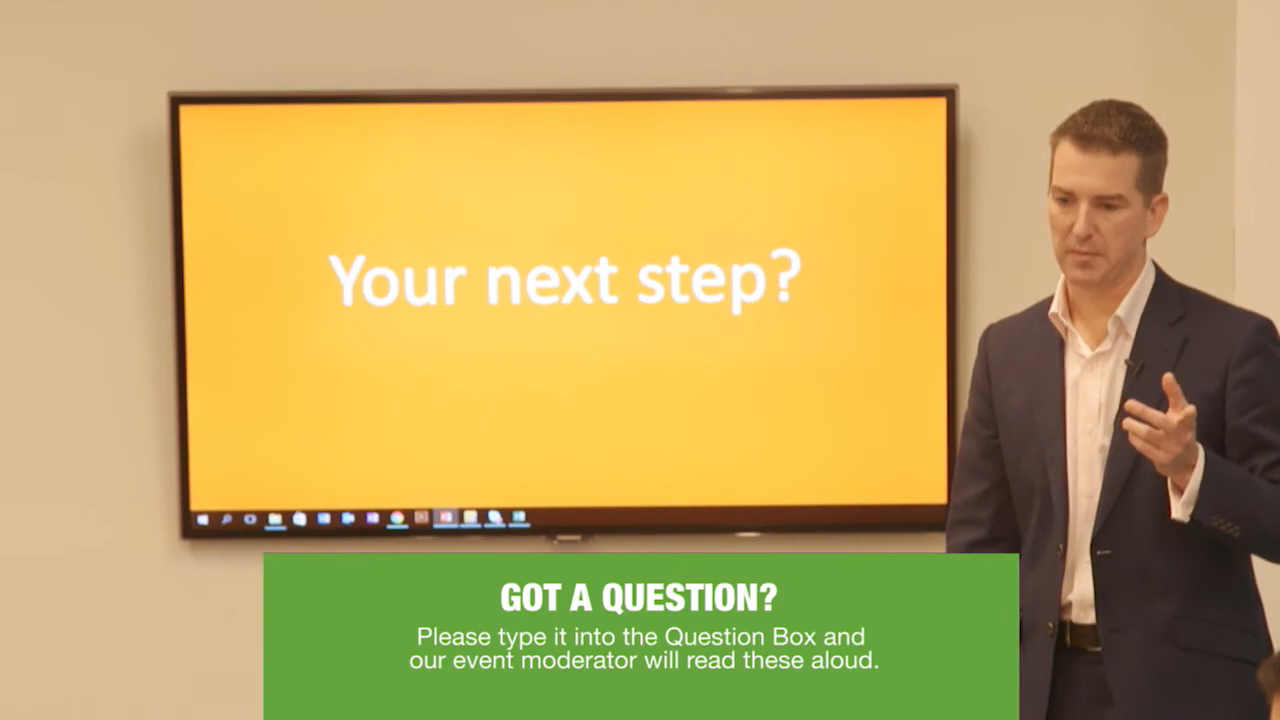 Your next step?
GOT A QUESTION?
Please type it into the Question Box and
our event moderator will read these aloud.